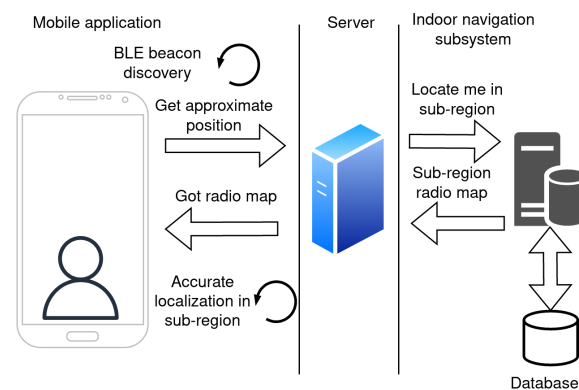 Mobile application
Server
Indoor navigation
subsystem
BLE beacon
discovery
Get approximate
position
Locate me in
sub-region
Got radio map
Sub-region
radio map
Accurate
localization in
sub-region
Database